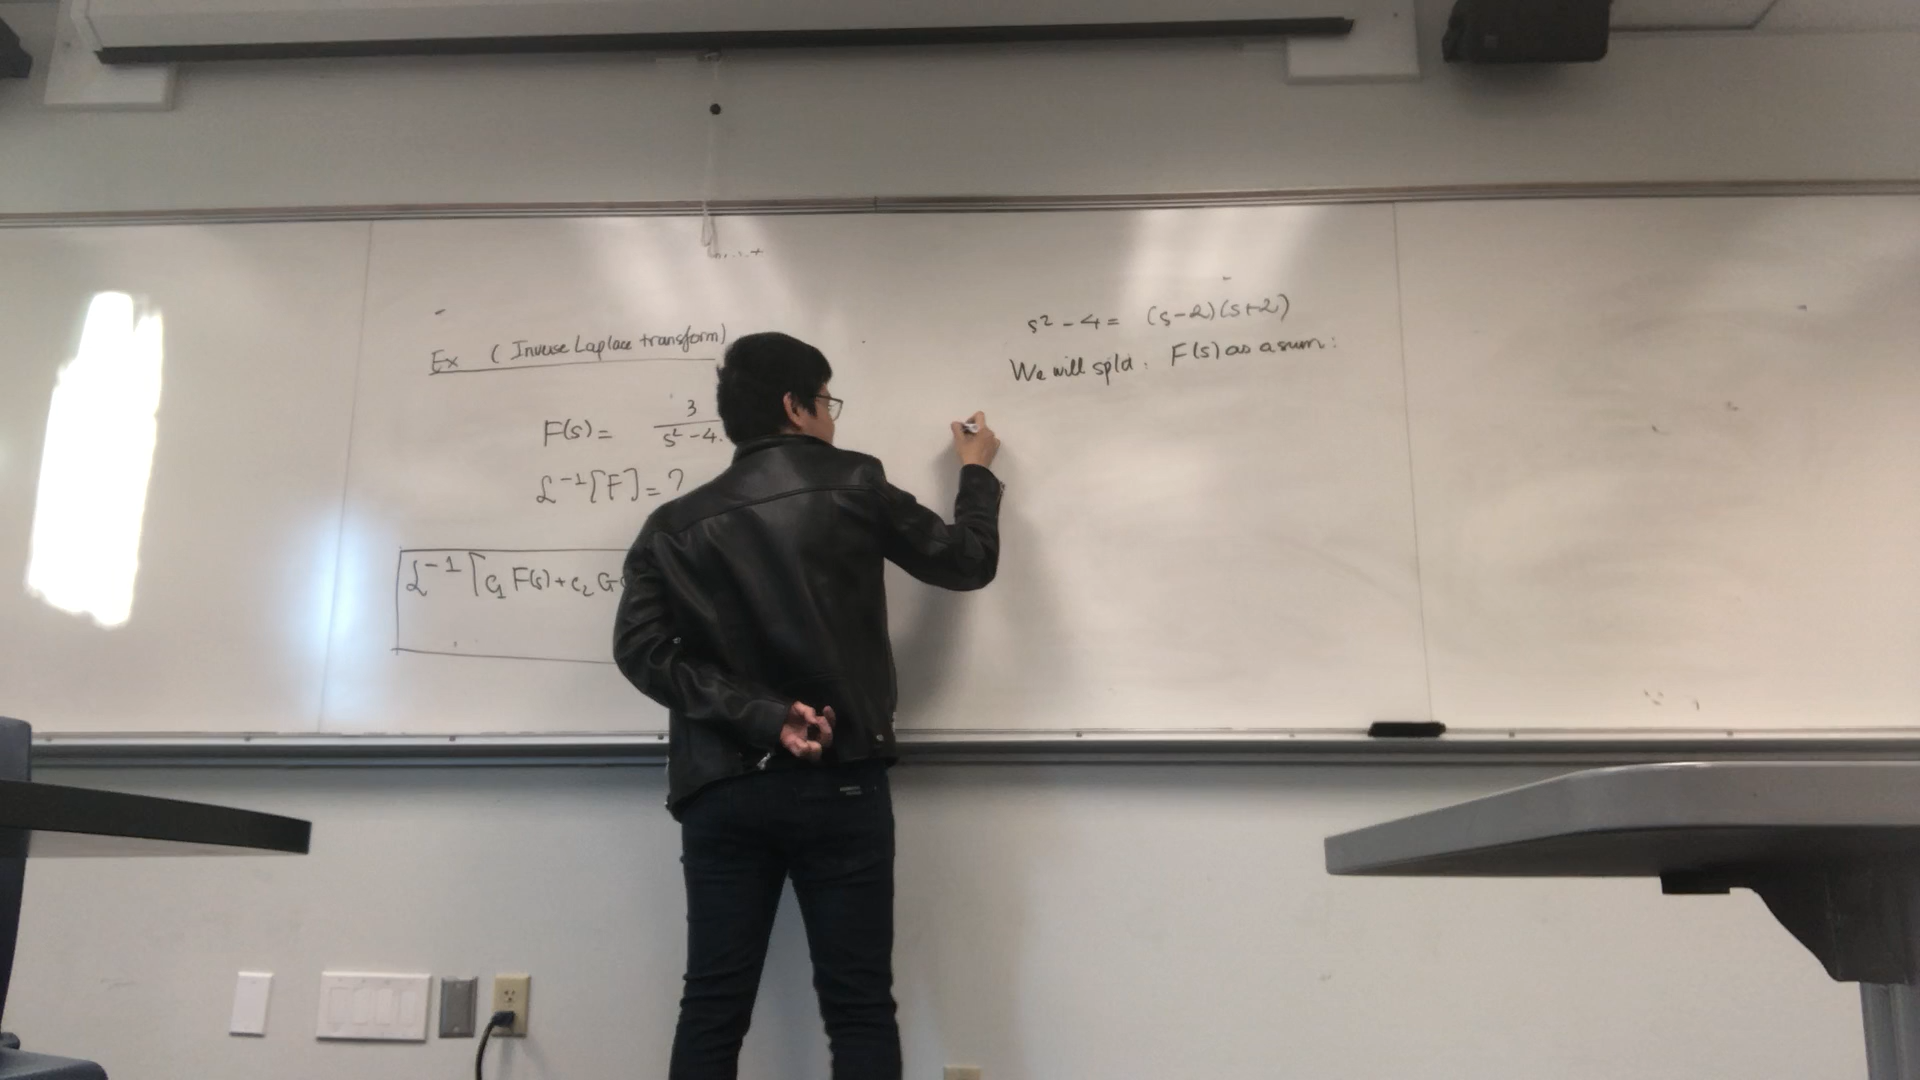 Ex (Inverse Laplace transform)
F(s) = 3 / s² - 4
ℒ⁻¹[F] = ?
ℒ⁻¹[c₁ F(s) + c₂ G
s² - 4 = (s-2)(s+2)
We will F(s) as a sum: